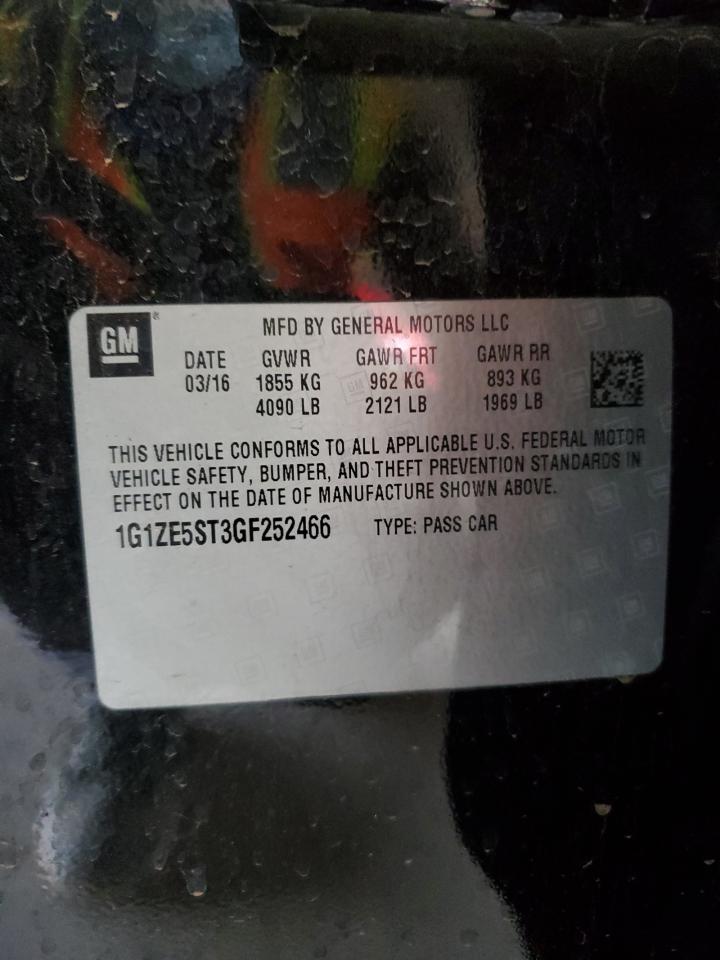 GM®
MFD BY GENERAL MOTORS LLC
DATE GVWR GAWR FRT GAWR RR
03/16 1855 KG 962 KG 893 KG
4090 LB 2121 LB 1969 LB
THIS VEHICLE CONFORMS TO ALL APPLICABLE U.S. FEDERAL MOTOR
VEHICLE SAFETY, BUMPER, AND THEFT PREVENTION STANDARDS IN
EFFECT ON THE DATE OF MANUFACTURE SHOWN ABOVE.
1G1ZE5ST3GF252466 TYPE: PASS CAR